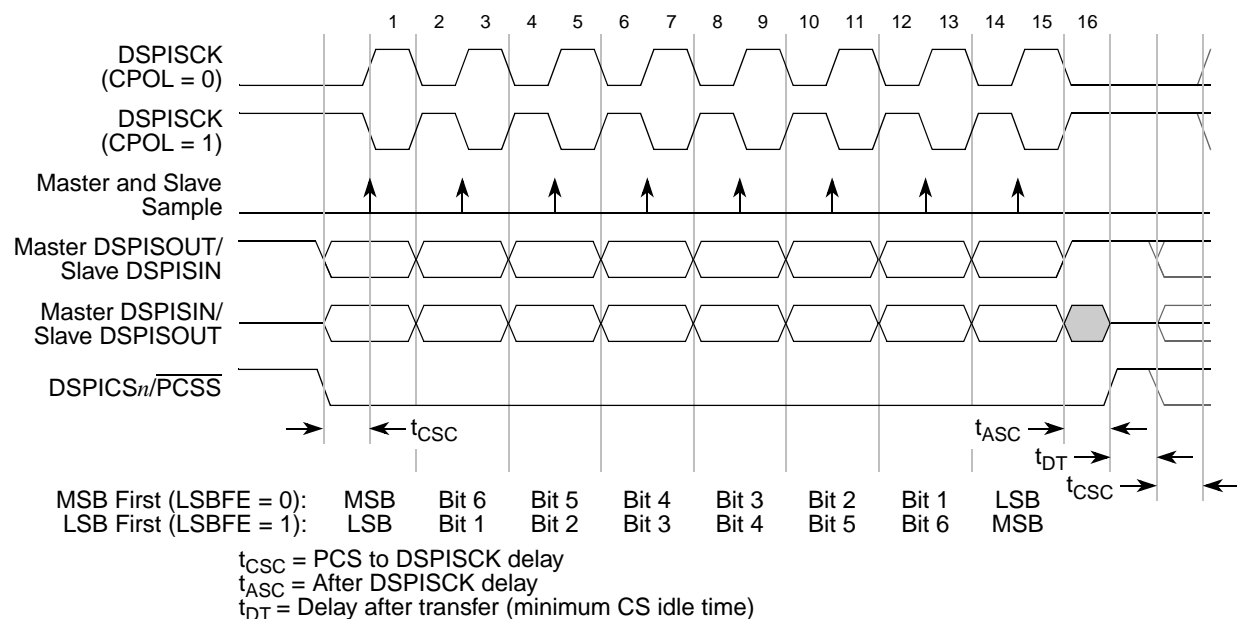 1 2 3 4 5 6 7 8 9 10 11 12 13 14 15 16
DSPISCK
(CPOL = 0)
DSPISCK
(CPOL = 1)
Master and Slave
Sample
Master DSPISOUT/
Slave DSPISIN
Master DSPISIN/
Slave DSPISOUT
DSPICSn/PCSS
tCSC
tASC
tDT
tCSC
MSB First (LSBFE = 0): MSB Bit 6 Bit 5 Bit 4 Bit 3 Bit 2 Bit 1 LSB
LSB First (LSBFE = 1): LSB Bit 1 Bit 2 Bit 3 Bit 4 Bit 5 Bit 6 MSB
tCSC = PCS to DSPISCK delay
tASC = After DSPISCK delay
tDT = Delay after transfer (minimum CS idle time)